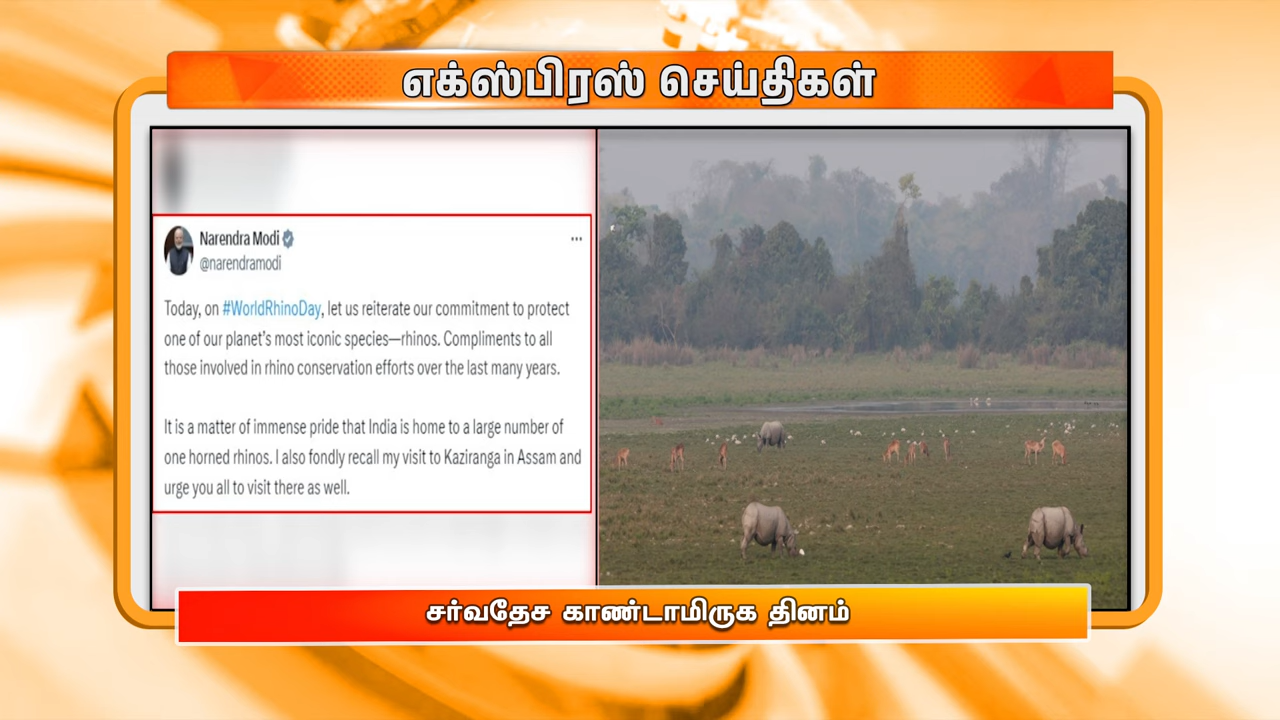 எக்ஸ்பிரஸ் செய்திகள்
Narendra Modi
@narendramodi
Today, on #WorldRhinoDay, let us reiterate our commitment to protect
one of our planet's most iconic species—rhinos. Compliments to all
those involved in rhino conservation efforts over the last many years.
It is a matter of immense pride that India is home to a large number of
one horned rhinos. I also fondly recall my visit to Kaziranga in Assam and
urge you all to visit there as well.
சர்வதேச காண்டாமிருக தினம்